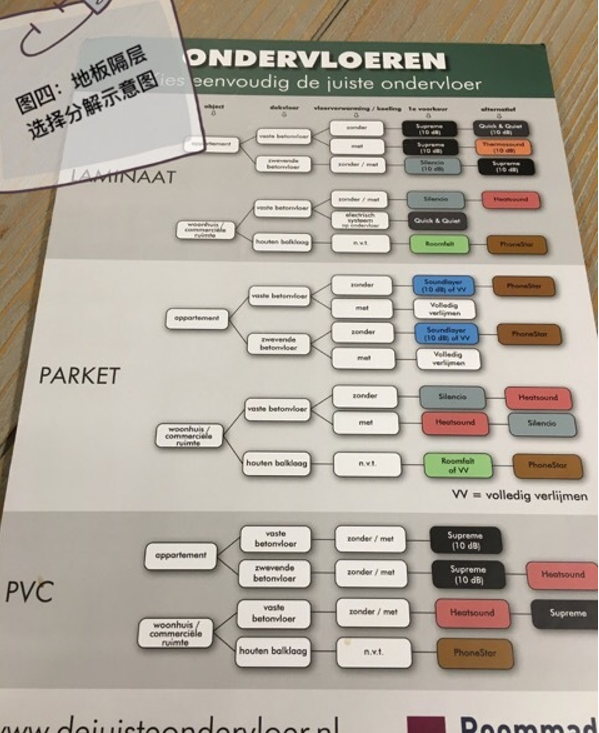 图四：地板隔层
选择分解示意图
ONDERVLOEREN
ies eenvoudig de juiste ondervloer
object dekvloer vloerverwarming / koeling 1e voorkeur alternatief
LAMINAAT
appartement
vaste betonvloer
zonder
Supreme
(10 dB)
Quick & Quiet
(10 dB)
met
Supreme
(10 dB)
Thermosound
(10 dB)
zwevende
betonvloer
zonder / met
Silencio
(10 dB)
Supreme
(10 dB)
woonhuis /
commerciële
ruimte
vaste betonvloer
zonder / met
Silencio
Heatsound
elektrisch
systeem
op ondervloer
Quick & Quiet
houten balklaag
n.v.t.
Roomfelt
PhoneStar
PARKET
appartement
vaste betonvloer
zonder
Soundlayer
(10 dB) of VV
PhoneStar
met
Volledig
verlijmen
zwevende
betonvloer
zonder
Soundlayer
(10 dB) of VV
PhoneStar
met
Volledig
verlijmen
woonhuis /
commerciële
ruimte
vaste betonvloer
zonder
Silencio
Heatsound
met
Heatsound
Silencio
houten balklaag
n.v.t.
Roomfelt
of VV
PhoneStar
VV = volledig verlijmen
PVC
appartement
vaste
betonvloer
zonder / met
Supreme
(10 dB)
zwevende
betonvloer
zonder / met
Supreme
(10 dB)
Heatsound
woonhuis /
commerciële
ruimte
vaste
betonvloer
zonder / met
Heatsound
Supreme
houten balklaag
n.v.t.
PhoneStar
www.dejuisteondervloer.nl
Roommad